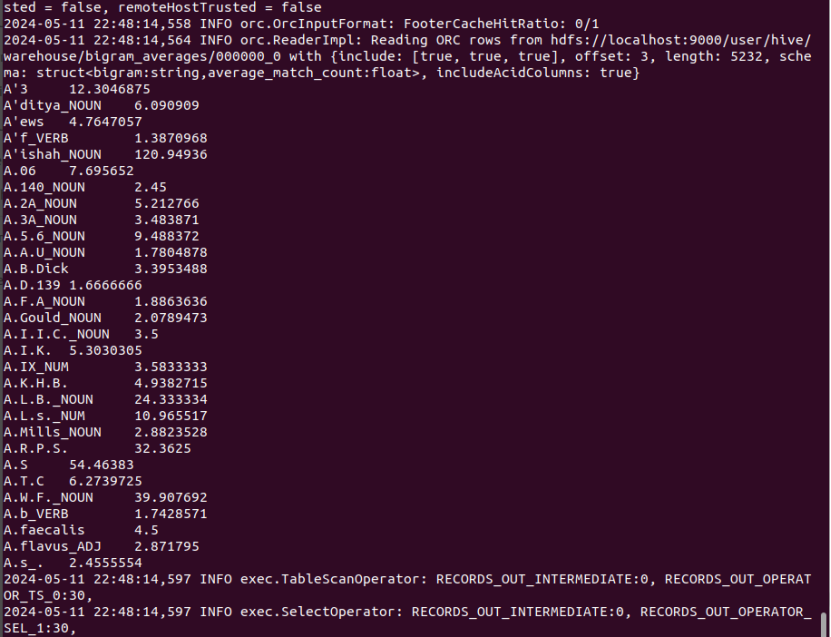 sted = false, remoteHostTrusted = false
2024-05-11 22:48:14,558 INFO orc.OrcInputFormat: FooterCacheHitRatio: 0/1
2024-05-11 22:48:14,564 INFO orc.ReaderImpl: Reading ORC rows from hdfs://localhost:9000/user/hive/
warehouse/bigram_averages/000000_0 with {include: [true, true, true], offset: 3, length: 5232, sche
ma: struct<bigram:string,average_match_count:float>, includeAcidColumns: true}
A'3 12.3046875
A'ditya_NOUN 6.090909
A'ews 4.7647057
A'f_VERB 1.3870968
A'ishah_NOUN 120.94936
A.06 7.695652
A.140_NOUN 2.45
A.2A_NOUN 5.212766
A.3A_NOUN 3.483871
A.5.6_NOUN 9.488372
A.A.U_NOUN 1.7804878
A.B.Dick 3.3953488
A.D.139 1.6666666
A.F.A_NOUN 1.8863636
A.Gould_NOUN 2.0789473
A.I.I.C._NOUN 3.5
A.I.K. 5.3030305
A.IX_NUM 3.5833333
A.K.H.B. 4.9382715
A.L.B._NOUN 24.333334
A.L.s._NUM 10.965517
A.Mills_NOUN 2.8823528
A.R.P.S. 32.3625
A.S 54.46383
A.T.C 6.2739725
A.W.F._NOUN 39.907692
A.b_VERB 1.7428571
A.faecalis 4.5
A.flavus_ADJ 2.871795
A.s_. 2.4555554
2024-05-11 22:48:14,597 INFO exec.TableScanOperator: RECORDS_OUT_INTERMEDIATE:0, RECORDS_OUT_OPERAT
OR_TS_0:30,
2024-05-11 22:48:14,597 INFO exec.SelectOperator: RECORDS_OUT_INTERMEDIATE:0, RECORDS_OUT_OPERATOR_
SEL_1:30,